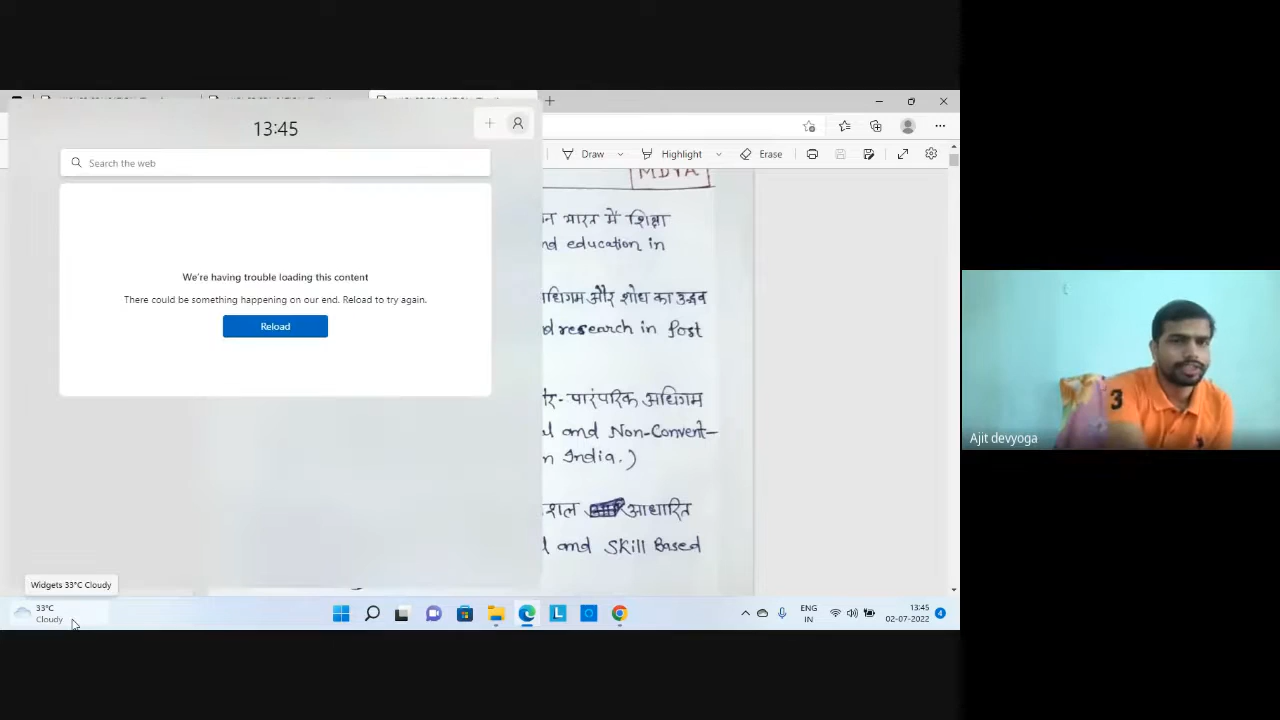 13:45
Search the web
We're having trouble loading this content
There could be something happening on our end. Reload to try again.
Reload
Draw
Highlight
Erase
MDYA
न भारत में शिक्षा
nd education in
धिगम और शोध का उद्भव
d research in Post
र-पारंपरिक अधिगम
l and Non-Convent-
n India.)
आधारित
l and Skill Based
Widgets 33°C Cloudy
33°C
Cloudy
ENG
IN
13:45
02-07-2022
4
3
Ajit devyoga